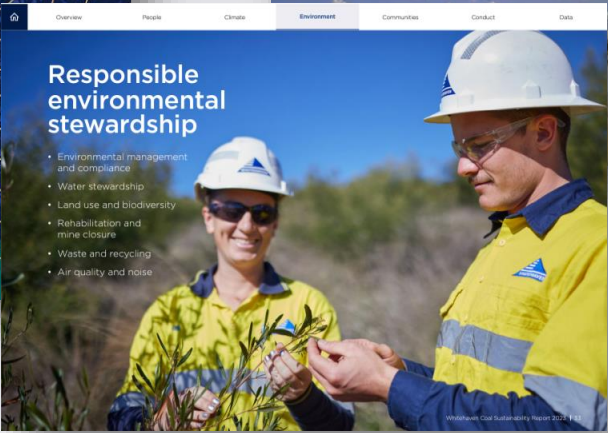 Overview
People
Climate
Environment
Communities
Conduct
Data
Responsible
environmental
stewardship
• Environmental management
and compliance
• Water stewardship
• Land use and biodiversity
• Rehabilitation and
mine closure
• Waste and recycling
• Air quality and noise
Whitehaven Coal Sustainability Report 2022 |